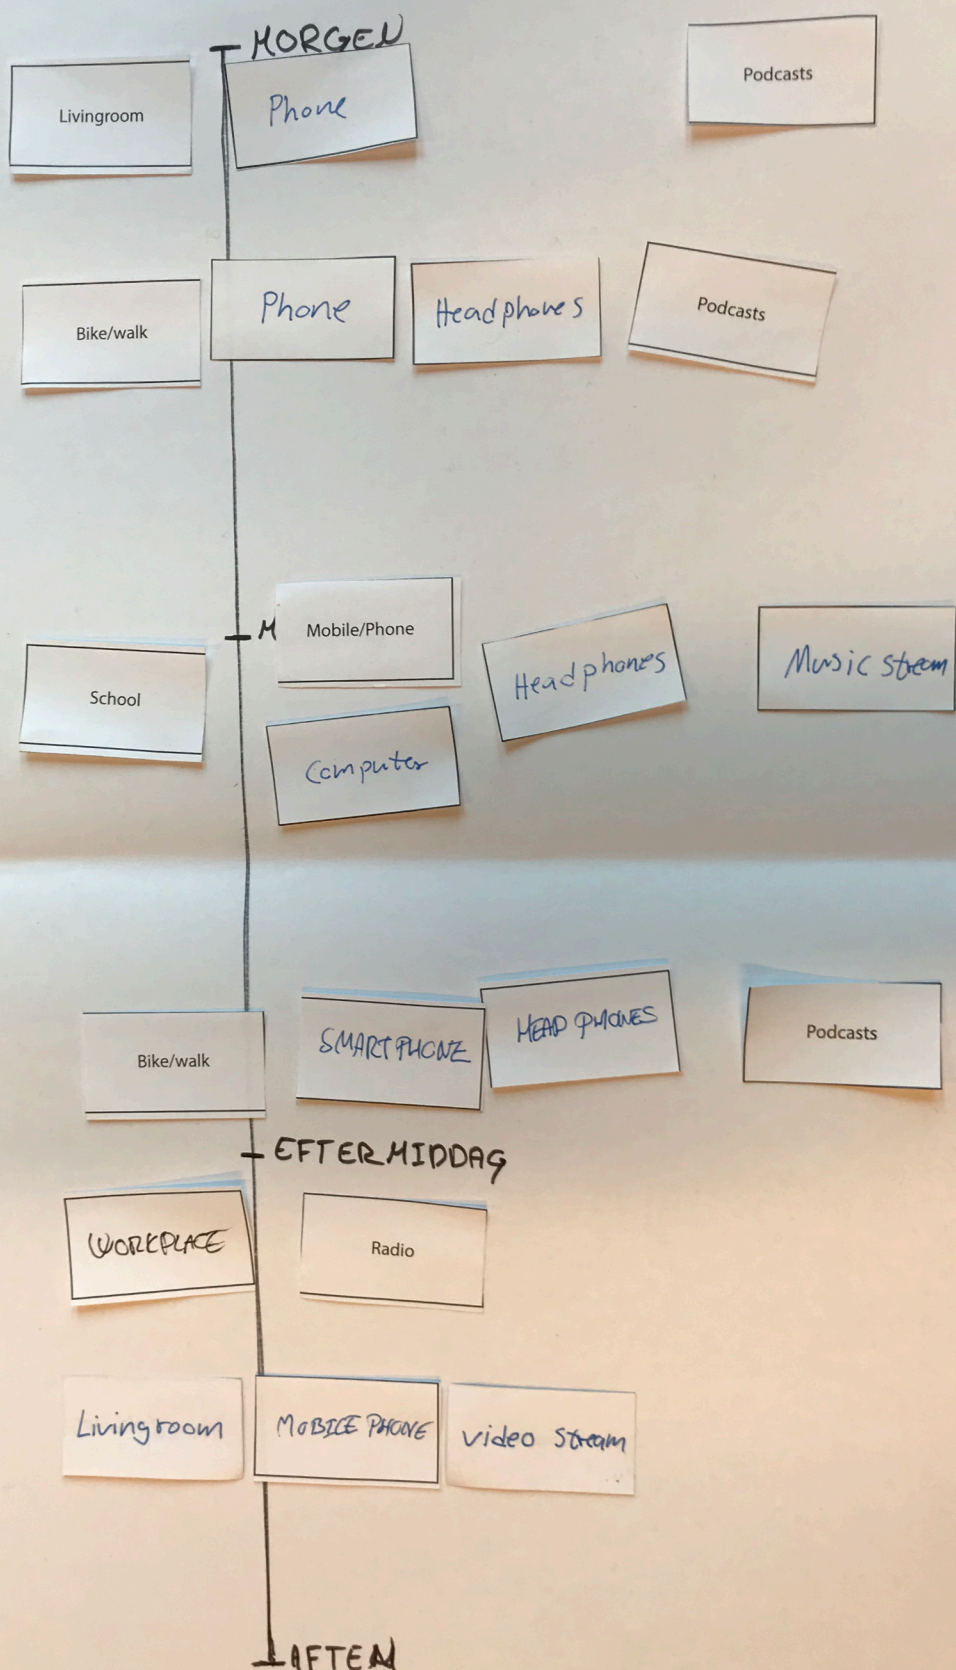 MORGEN
Livingroom
Phone
Podcasts
Bike/walk
Phone
Headphones
Podcasts
M
Mobile/Phone
Headphones
Music stream
School
Computer
Bike/walk
SMARTPHONE
HEADPHONES
Podcasts
EFTERMIDDAG
WORKPLACE
Radio
Livingroom
MOBILE PHONE
video stream
AFTEN